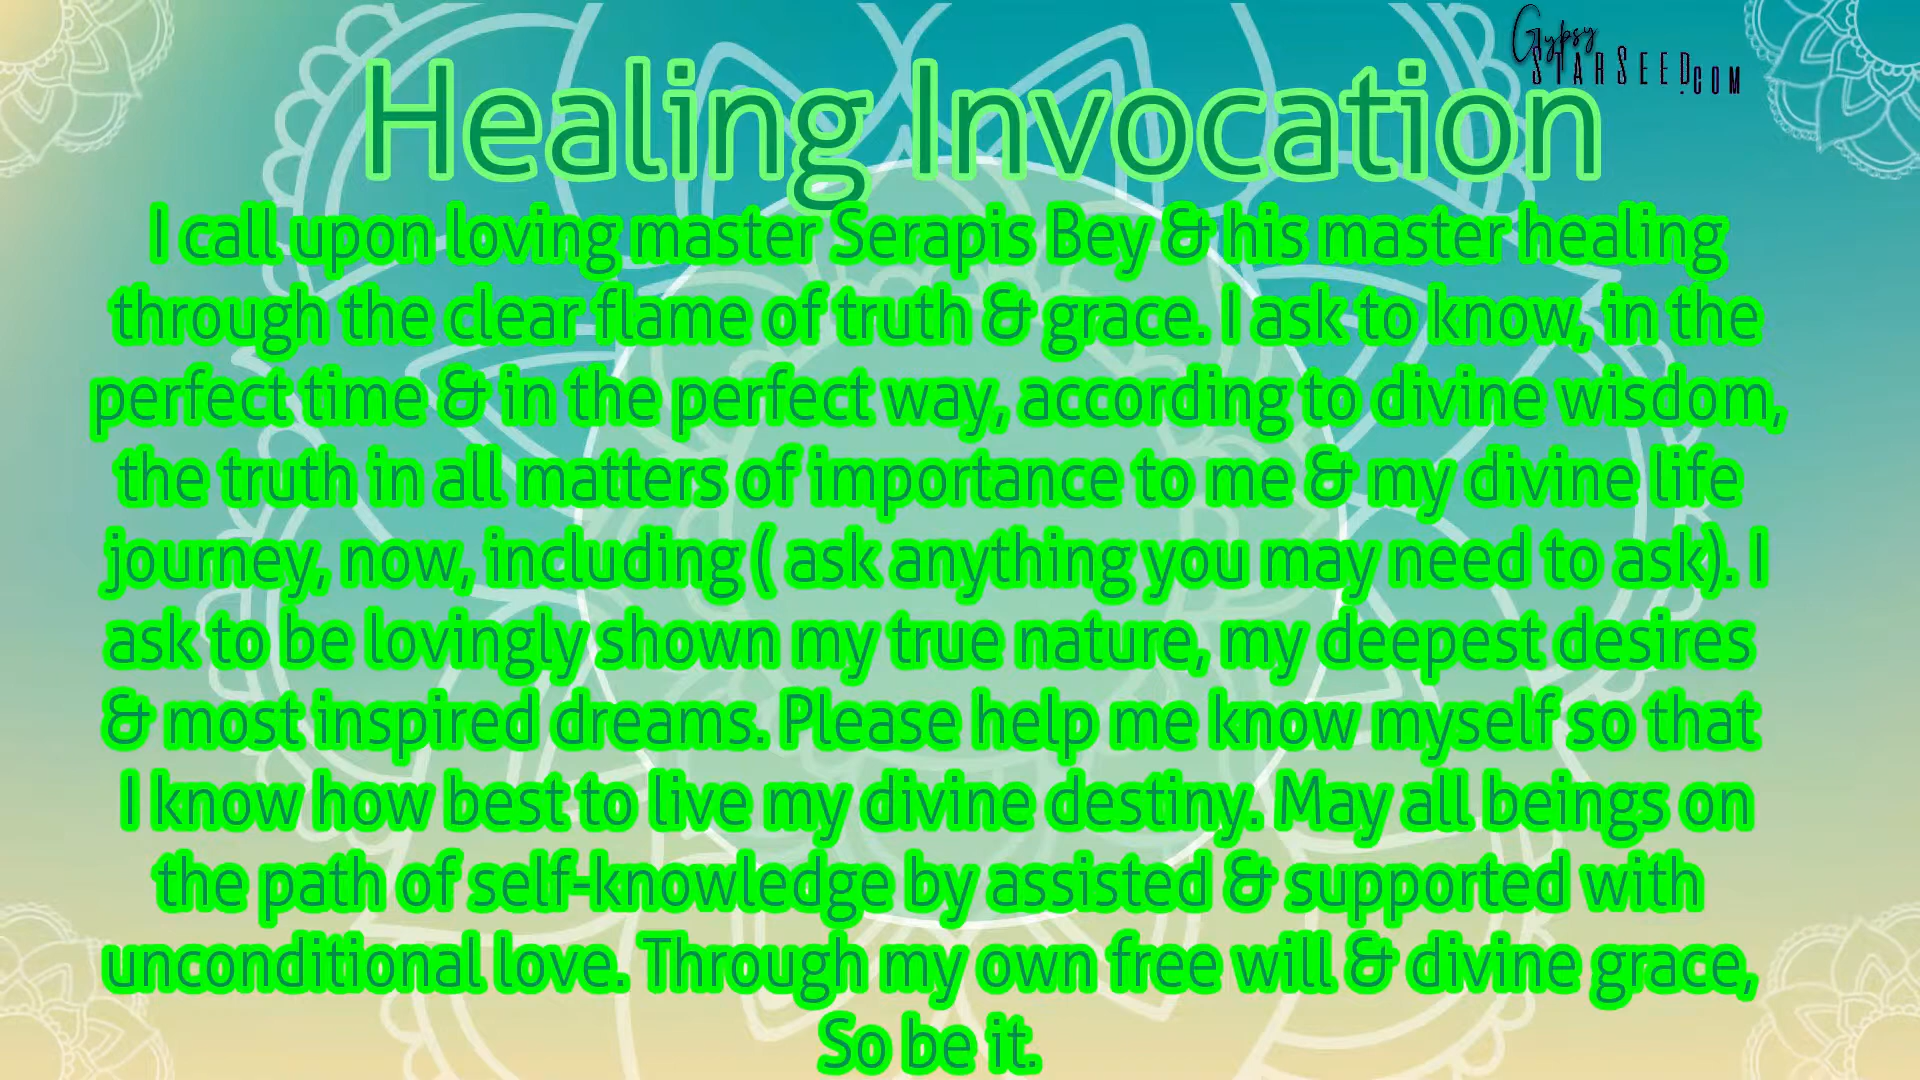 Gypsy
STARSEED.COM
Healing Invocation
I call upon loving master Serapis Bey & his master healing
through the clear flame of truth & grace. I ask to know, in the
perfect time & in the perfect way, according to divine wisdom,
the truth in all matters of importance to me & my divine life
journey, now, including ( ask anything you may need to ask). I
ask to be lovingly shown my true nature, my deepest desires
& most inspired dreams. Please help me know myself so that
I know how best to live my divine destiny. May all beings on
the path of self-knowledge by assisted & supported with
unconditional love. Through my own free will & divine grace,
So be it.